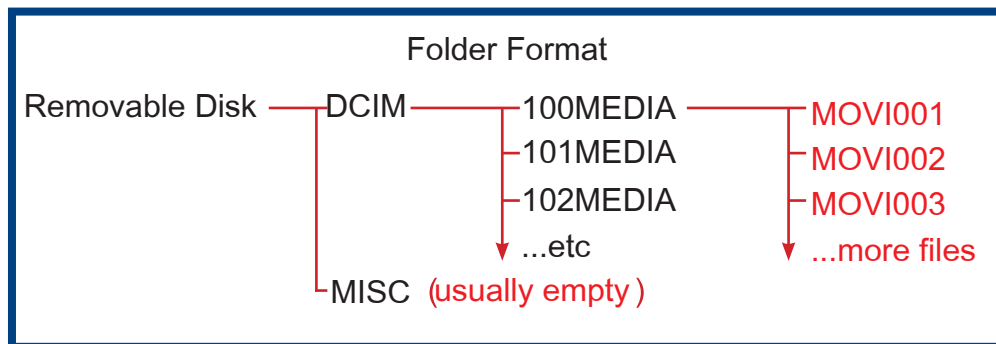 Folder Format
Removable Disk DCIM 100MEDIA MOVI001
101MEDIA MOVI002
102MEDIA MOVI003
...etc ...more files
MISC (usually empty)